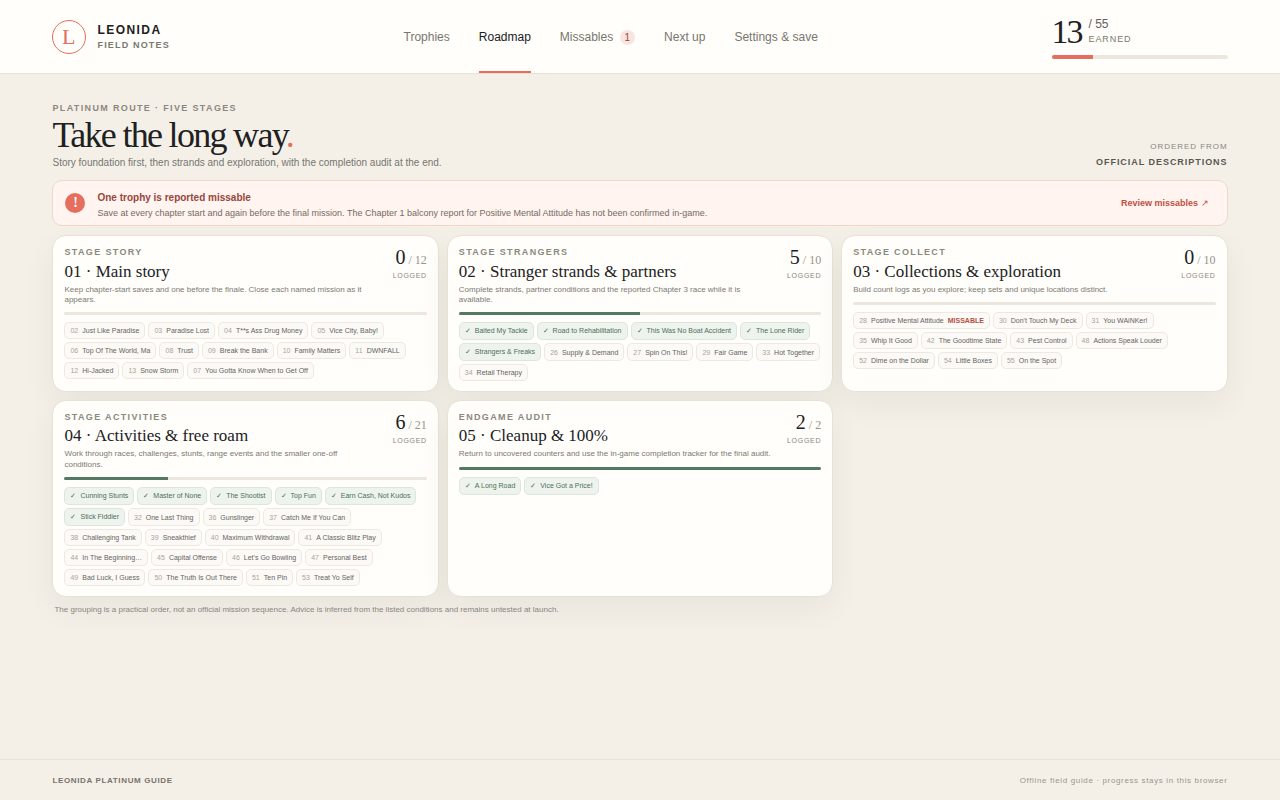 L
LEONIDA
FIELD NOTES
Trophies
Roadmap
Missables 1
Next up
Settings & save
13 / 55
EARNED
PLATINUM ROUTE · FIVE STAGES
Take the long way.
Story foundation first, then strands and exploration, with the completion audit at the end.
ORDERED FROM
OFFICIAL DESCRIPTIONS
!
One trophy is reported missable
Save at every chapter start and again before the final mission. The Chapter 1 balcony report for Positive Mental Attitude has not been confirmed in-game.
Review missables ↗
STAGE STORY
01 · Main story
0 / 12
LOGGED
Keep chapter-start saves and one before the finale. Close each named mission as it
appears.
02 Just Like Paradise 03 Paradise Lost 04 T**s Ass Drug Money 05 Vice City, Baby!
06 Top Of The World, Ma 08 Trust 09 Break the Bank 10 Family Matters 11 DWNFALL
12 Hi-Jacked 13 Snow Storm 07 You Gotta Know When to Get Off
STAGE STRANGERS
02 · Stranger strands & partners
5 / 10
LOGGED
Complete strands, partner conditions and the reported Chapter 3 race while it is
available.
✓ Baited My Tackle ✓ Road to Rehabilitation ✓ This Was No Boat Accident ✓ The Lone Rider
✓ Strangers & Freaks 26 Supply & Demand 27 Spin On This! 29 Fair Game 33 Hot Together
34 Retail Therapy
STAGE COLLECT
03 · Collections & exploration
0 / 10
LOGGED
Build count logs as you explore; keep sets and unique locations distinct.
28 Positive Mental Attitude MISSABLE 30 Don't Touch My Deck 31 You WAINKer!
35 Whip It Good 42 The Goodtime State 43 Pest Control 48 Actions Speak Louder
52 Dime on the Dollar 54 Little Boxes 55 On the Spot
STAGE ACTIVITIES
04 · Activities & free roam
6 / 21
LOGGED
Work through races, challenges, stunts, range events and the smaller one-off
conditions.
✓ Cunning Stunts ✓ Master of None ✓ The Shootist ✓ Top Fun ✓ Earn Cash, Not Kudos
✓ Stick Fiddler 32 One Last Thing 36 Gunslinger 37 Catch Me If You Can
38 Challenging Tank 39 Sneakthief 40 Maximum Withdrawal 41 A Classic Blitz Play
44 In The Beginning... 45 Capital Offense 46 Let's Go Bowling 47 Personal Best
49 Bad Luck, I Guess 50 The Truth Is Out There 51 Ten Pin 53 Treat Yo Self
ENDGAME AUDIT
05 · Cleanup & 100%
2 / 2
LOGGED
Return to uncovered counters and use the in-game completion tracker for the final audit.
✓ A Long Road ✓ Vice Got a Price!
The grouping is a practical order, not an official mission sequence. Advice is inferred from the listed conditions and remains untested at launch.
LEONIDA PLATINUM GUIDE
Offline field guide · progress stays in this browser